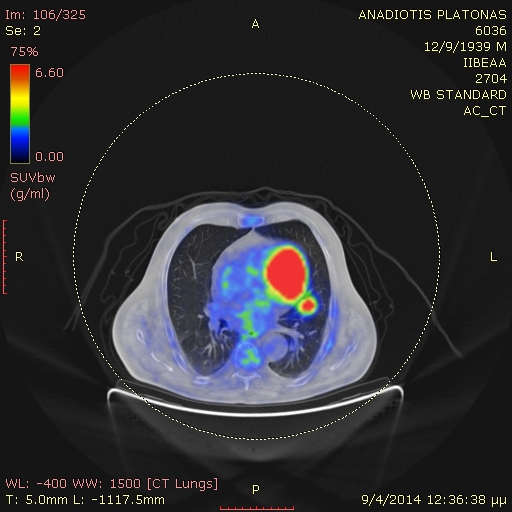 Im: 106/325
Se: 2
75%
6.60
0.00
SUVbw
(g/ml)
A
ANADIOTIS PLATONAS
6036
12/9/1939 M
IIBEAA
2704
WB STANDARD
AC_CT
R
L
WL: -400 WW: 1500 [CT Lungs]
T: 5.0mm L: -1117.5mm
P
9/4/2014 12:36:38 μμ